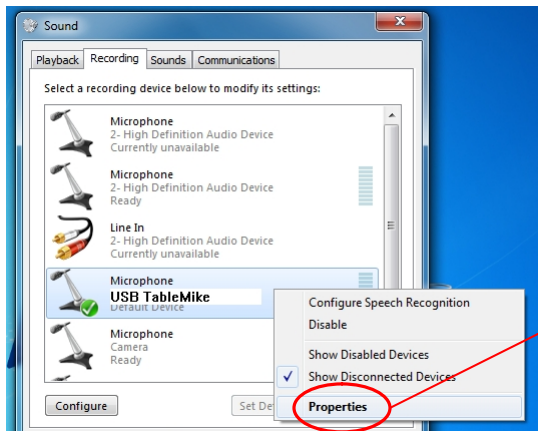 Sound
Playback Recording Sounds Communications
Select a recording device below to modify its settings:
Microphone
2- High Definition Audio Device
Currently unavailable
Microphone
2- High Definition Audio Device
Ready
Line In
2- High Definition Audio Device
Currently unavailable
Microphone
USB TableMike
Default Device
Microphone
Camera
Ready
Configure Speech Recognition
Disable
Show Disabled Devices
Show Disconnected Devices
Properties
Configure
Set De